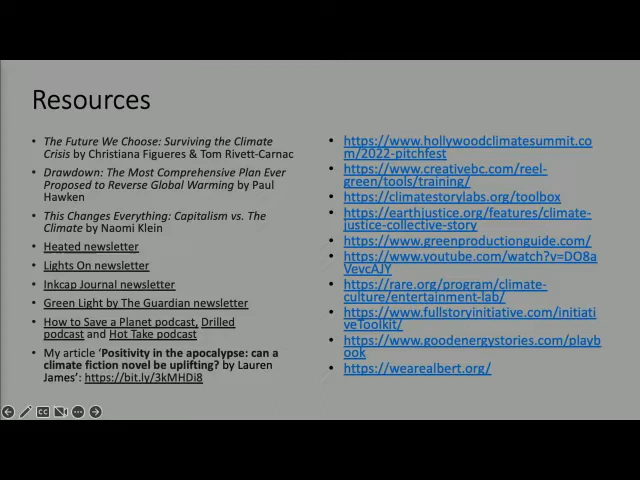 Resources
• The Future We Choose: Surviving the Climate
Crisis by Christiana Figueres & Tom Rivett-Carnac
• Drawdown: The Most Comprehensive Plan Ever
Proposed to Reverse Global Warming by Paul
Hawken
• This Changes Everything: Capitalism vs. The
Climate by Naomi Klein
• Heated newsletter
• Lights On newsletter
• Inkcap Journal newsletter
• Green Light by The Guardian newsletter
• How to Save a Planet podcast, Drilled
podcast and Hot Take podcast
• My article ‘Positivity in the apocalypse: can a
climate fiction novel be uplifting? by Lauren
James’: https://bit.ly/3kMHDi8
• https://www.hollywoodclimatesummit.co
m/2022-pitchfest
• https://www.creativebc.com/reel-
green/tools/training/
• https://climatestorylabs.org/toolbox
• https://earthjustice.org/features/climate-
justice-collective-story
• https://www.greenproductionguide.com/
• https://www.youtube.com/watch?v=DO8a
VevcAJY
• https://rare.org/program/climate-
culture/entertainment-lab/
• https://www.fullstoryinitiative.com/initiati
veToolkit/
• https://www.goodenergystories.com/playb
ook
• https://wearealbert.org/
CC